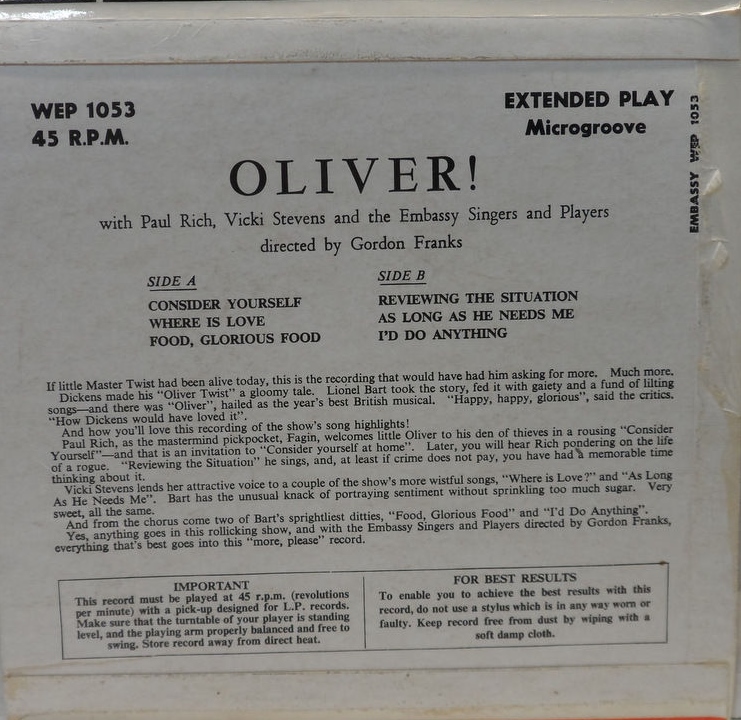 WEP 1053
45 R.P.M.
EXTENDED PLAY
Microgroove
EMBASSY WEP 1053
OLIVER!
with Paul Rich, Vicki Stevens and the Embassy Singers and Players
directed by Gordon Franks
SIDE A
CONSIDER YOURSELF
WHERE IS LOVE
FOOD, GLORIOUS FOOD
SIDE B
REVIEWING THE SITUATION
AS LONG AS HE NEEDS ME
I'D DO ANYTHING
If little Master Twist had been alive today, this is the recording that would have had him asking for more. Much more.
Dickens made his "Oliver Twist" a gloomy tale. Lionel Bart took the story, fed it with gaiety and a fund of lilting
songs—and there was "Oliver", hailed as the year's best British musical. "Happy, happy, glorious", said the critics.
"How Dickens would have loved it".
And how you'll love this recording of the show's song highlights!
Paul Rich, as the mastermind pickpocket, Fagin, welcomes little Oliver to his den of thieves in a rousing "Consider
Yourself"—and that is an invitation to "Consider yourself at home". Later, you will hear Rich pondering on the life
of a rogue. "Reviewing the Situation" he sings, and, at least if crime does not pay, you have had a memorable time
thinking about it.
Vicki Stevens lends her attractive voice to a couple of the show's more wistful songs, "Where is Love?" and "As Long
As He Needs Me". Bart has the unusual knack of portraying sentiment without sprinkling too much sugar. Very
sweet, all the same.
And from the chorus come two of Bart's sprightliest ditties, "Food, Glorious Food" and "I'd Do Anything".
Yes, anything goes in this rollicking show, and with the Embassy Singers and Players directed by Gordon Franks,
everything that's best goes into this "more, please" record.
IMPORTANT
This record must be played at 45 r.p.m. (revolutions
per minute) with a pick-up designed for L.P. records.
Make sure that the turntable of your player is standing
level, and the playing arm properly balanced and free to
swing. Store record away from direct heat.
FOR BEST RESULTS
To enable you to achieve the best results with this
record, do not use a stylus which is in any way worn or
faulty. Keep record free from dust by wiping with a
soft damp cloth.